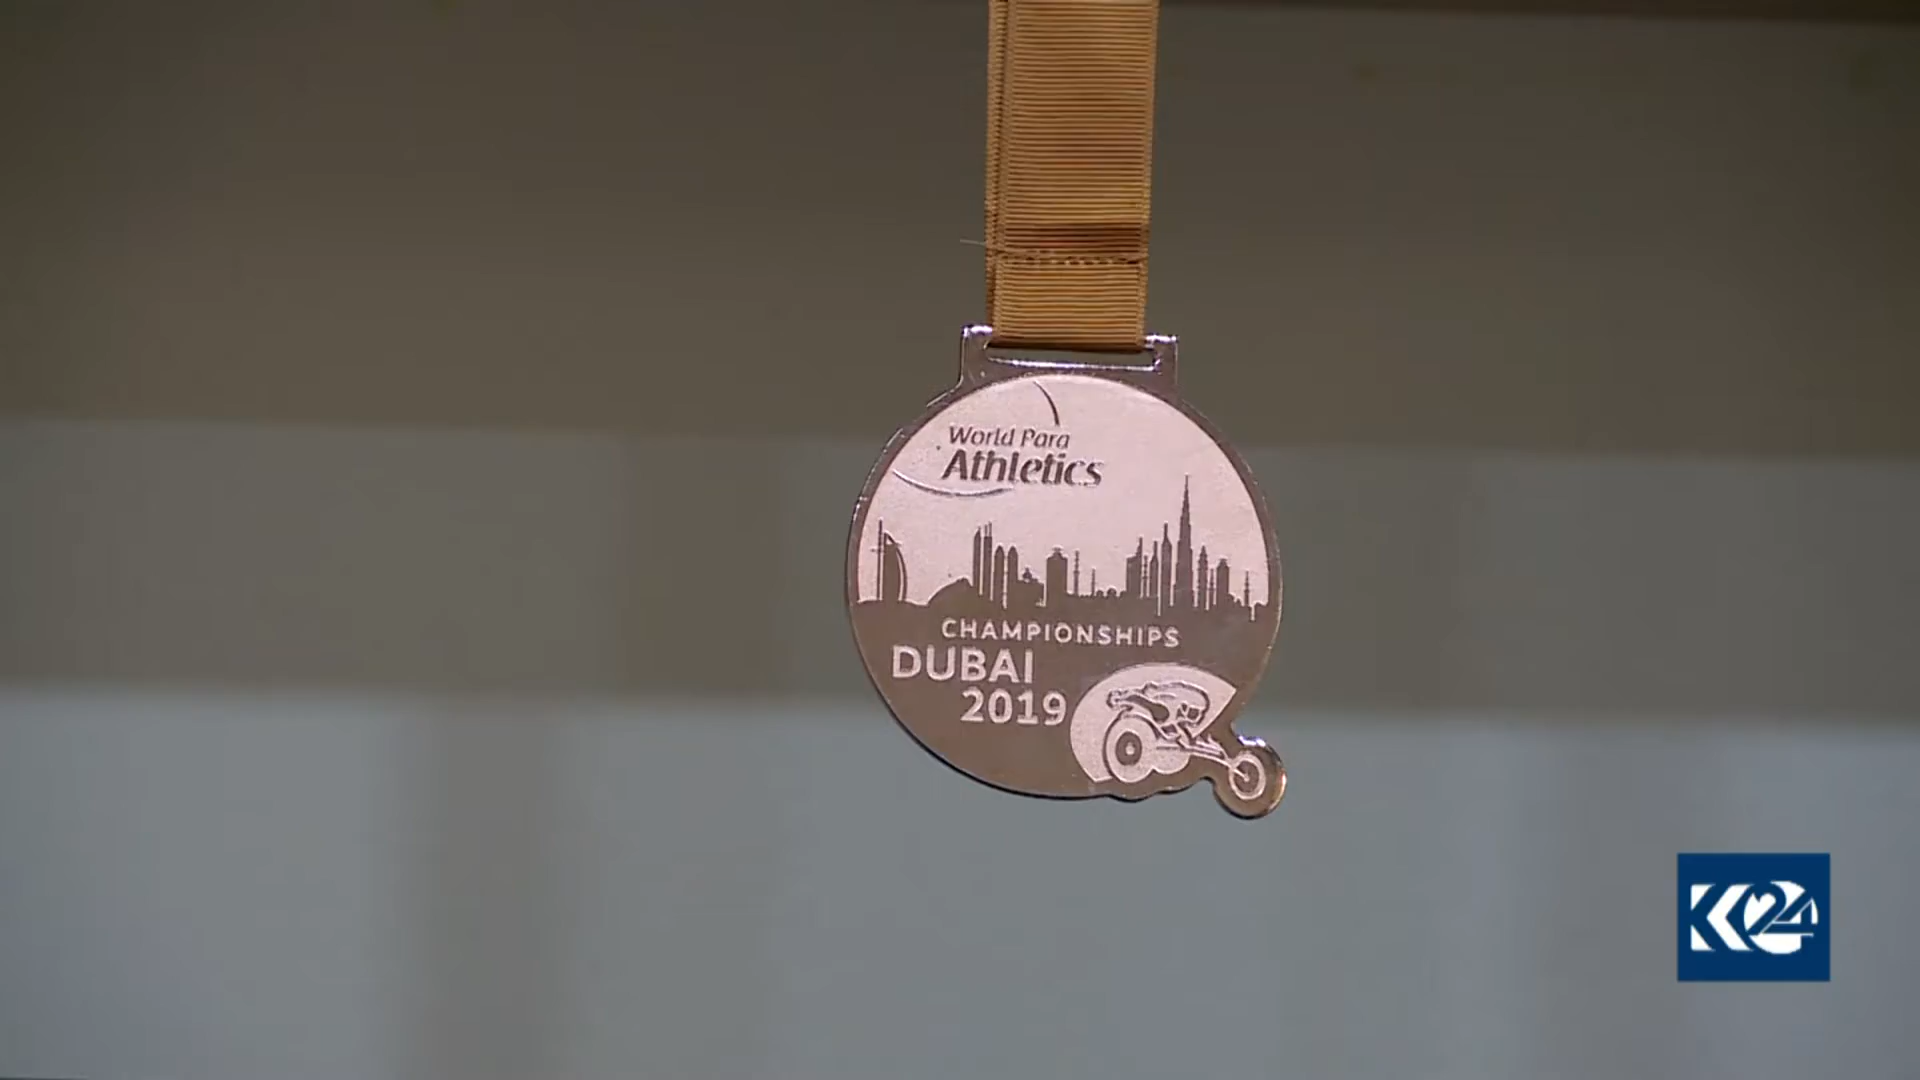 World Para
Athletics
CHAMPIONSHIPS
DUBAI
2019
K24